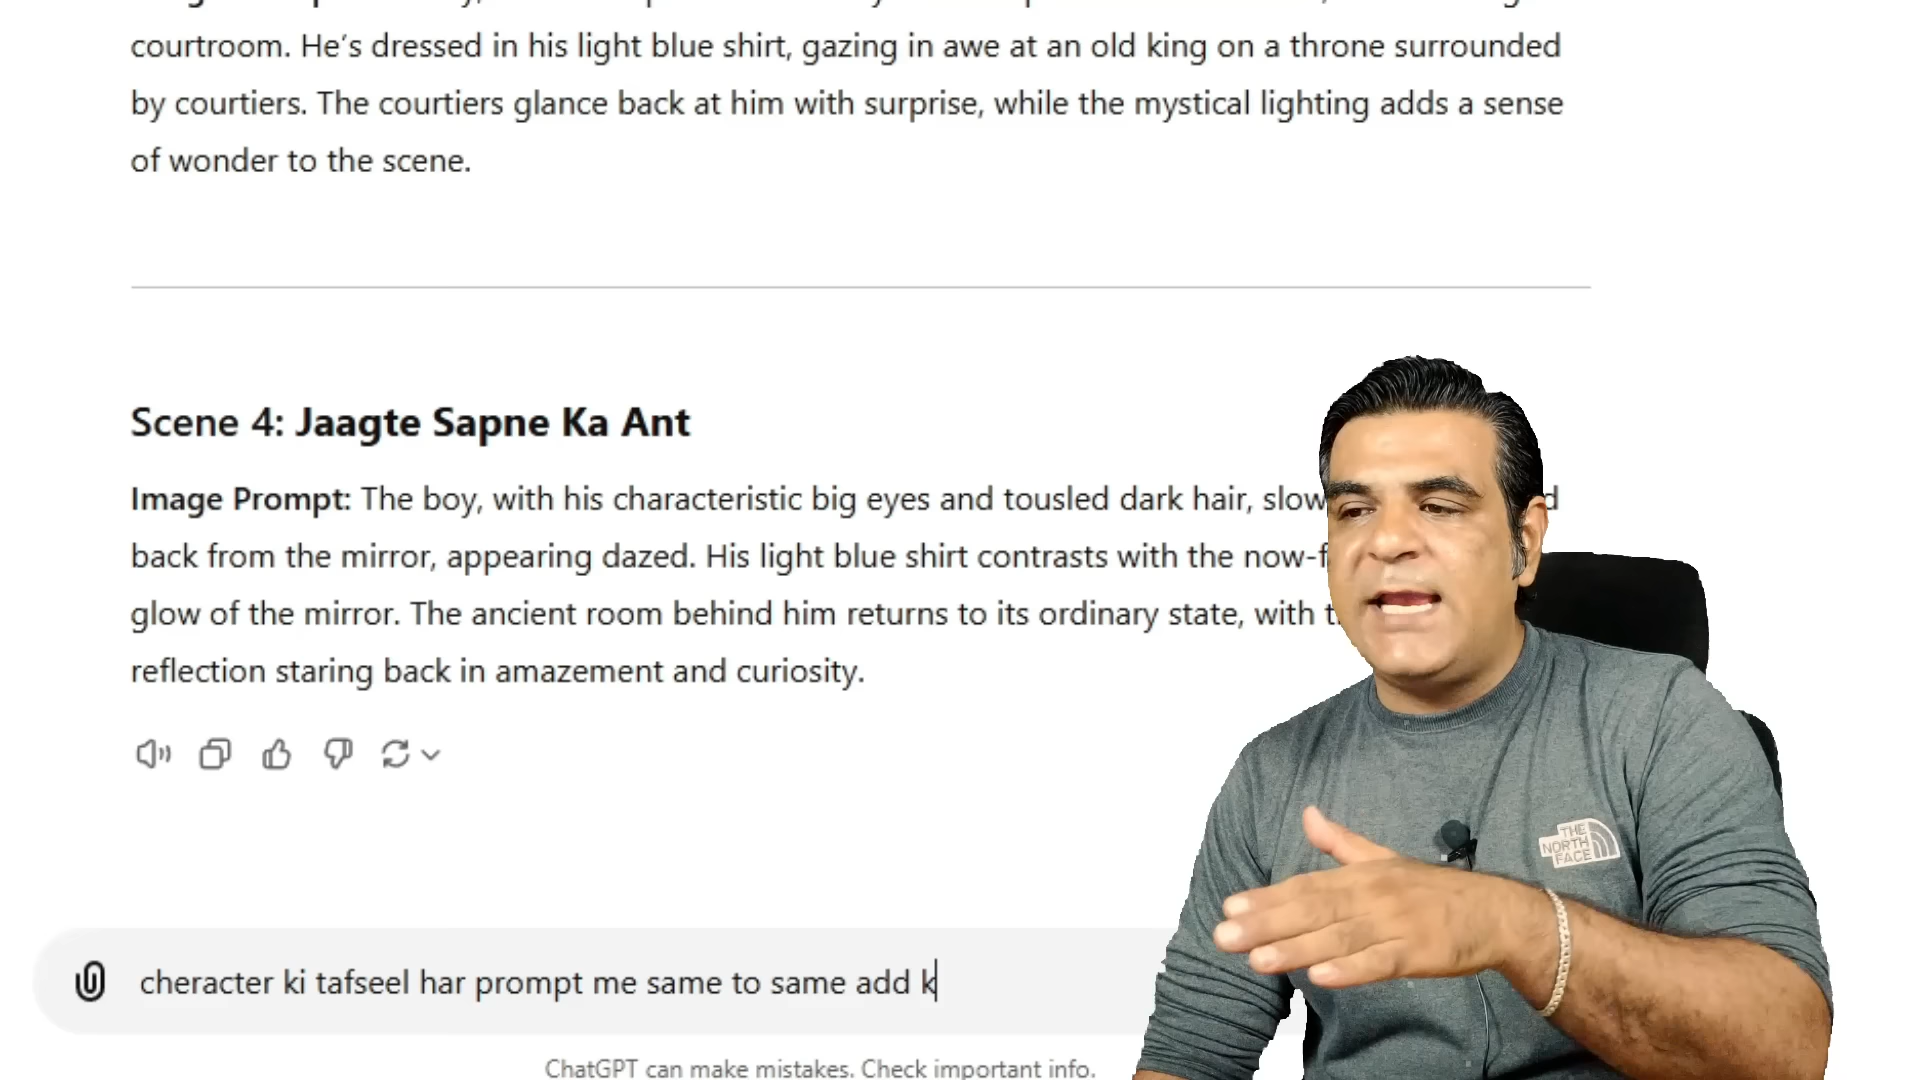 courtroom. He's dressed in his light blue shirt, gazing in awe at an old king on a throne surrounded
by courtiers. The courtiers glance back at him with surprise, while the mystical lighting adds a sense
of wonder to the scene.
Scene 4: Jaagte Sapne Ka Ant
Image Prompt: The boy, with his characteristic big eyes and tousled dark hair,
back from the mirror, appearing dazed. His light blue shirt contrasts with the
glow of the mirror. The ancient room behind him returns to its ordinary state, with
reflection staring back in amazement and curiosity.
THE
NORTH
FACE
cheracter ki tafseel har prompt me same to same add k
ChatGPT can make mistakes. Check important info.